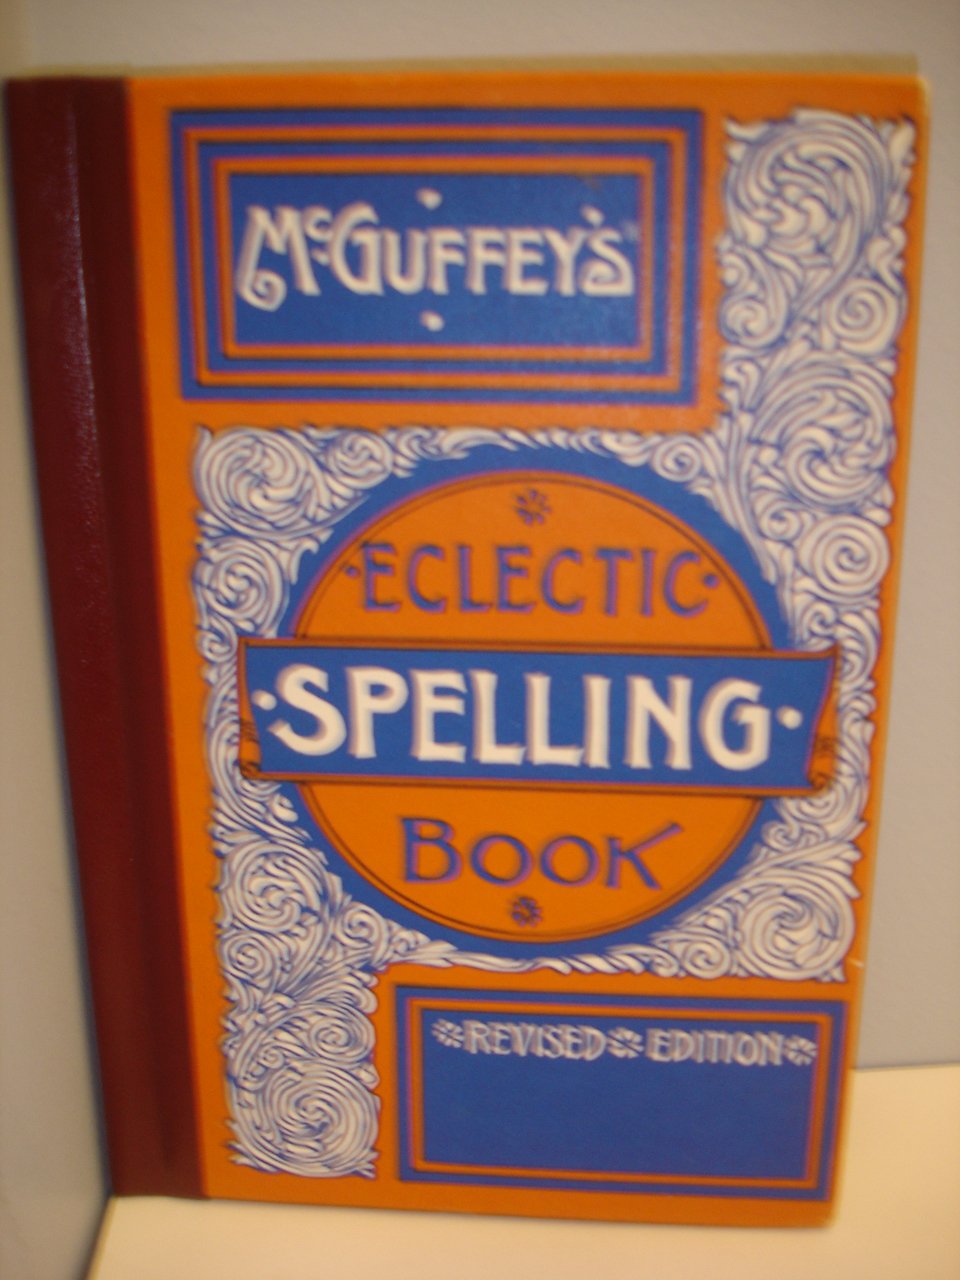 McGUFFEY'S
ECLECTIC
SPELLING
BOOK
REVISED EDITION